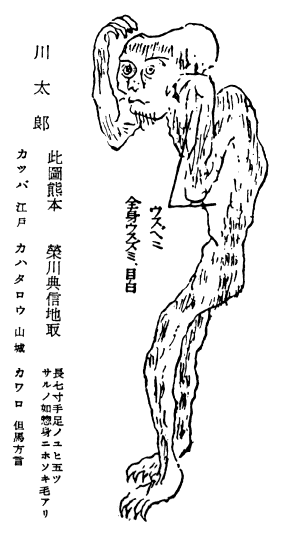 ウスベミ
全身ウスズミ、目白
川太郎
此圖熊本　榮川典信地取
長七寸手足ノユヒ五ツ
サルノ如惣身ニホソキ毛アリ
カッパ　江戸　カハタロウ　山城　カワロ　但馬方言